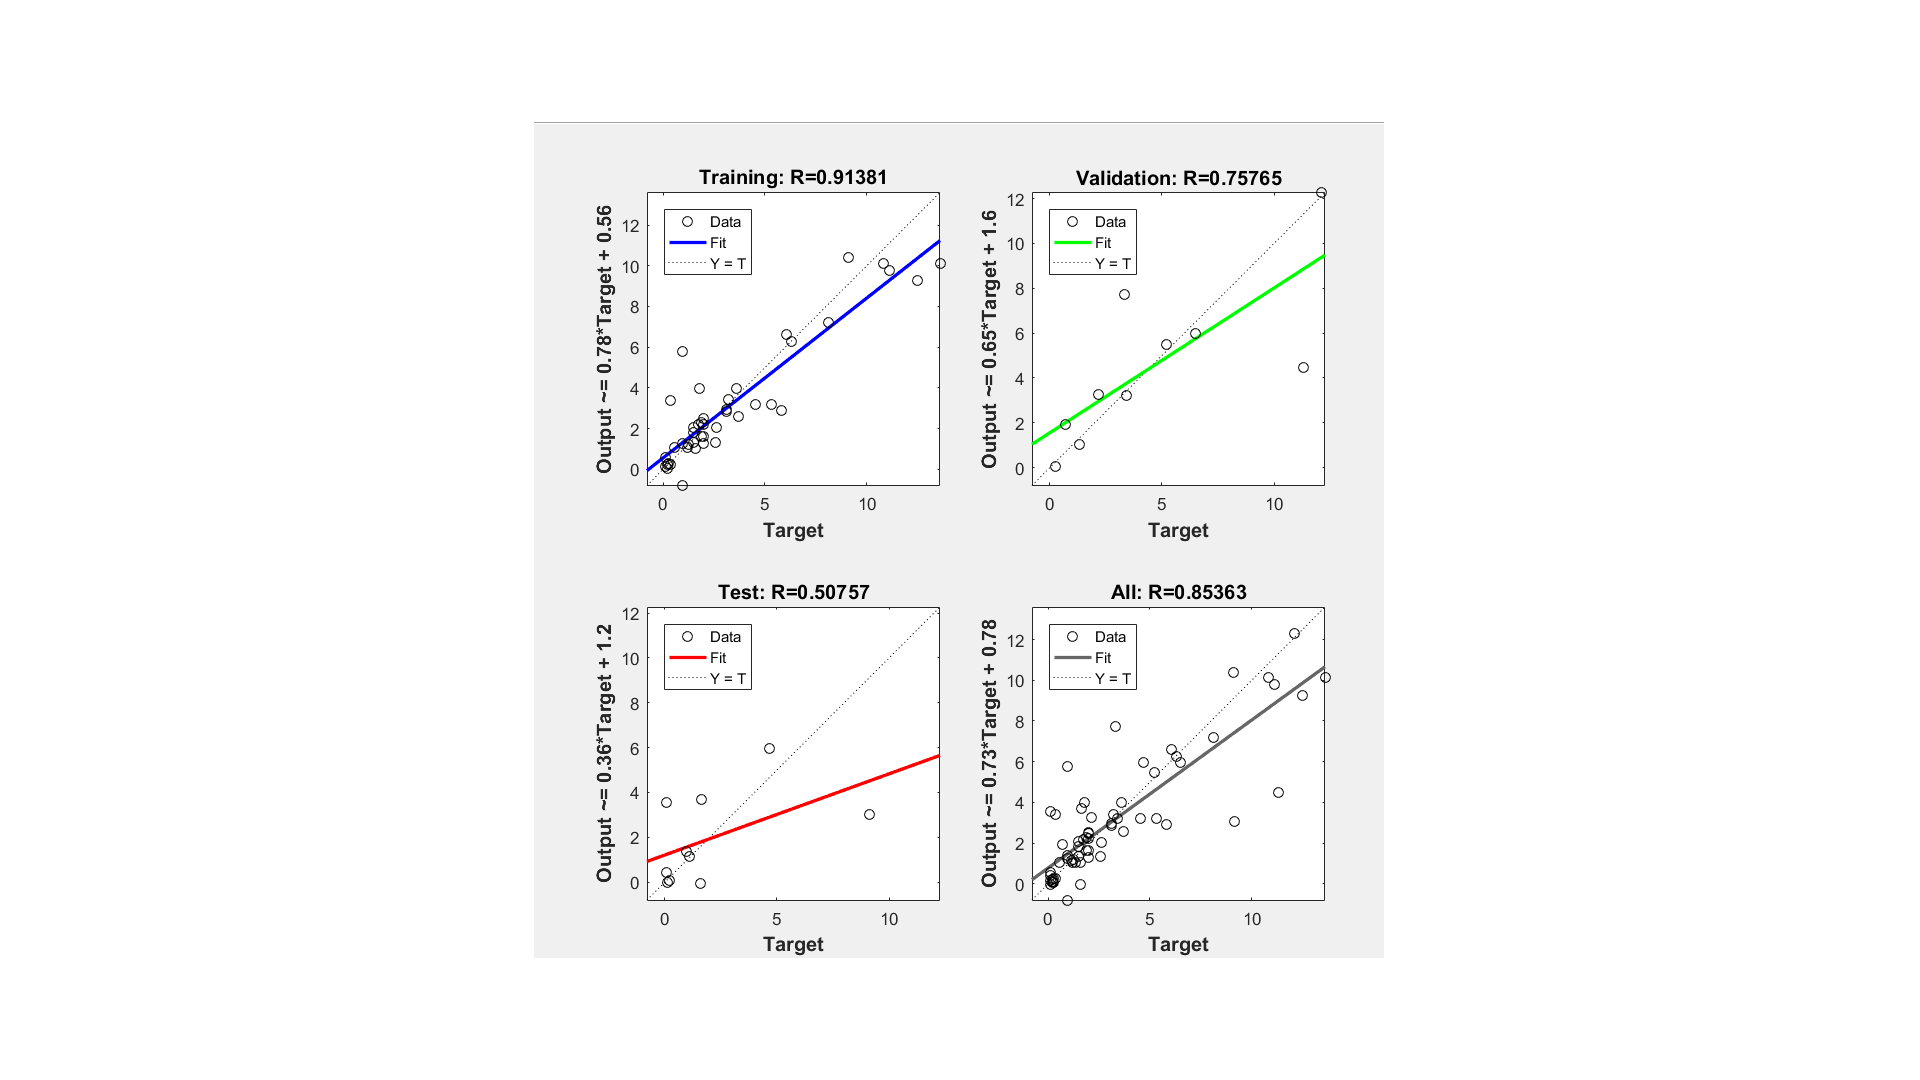 Training: R=0.91381
Output ~= 0.78*Target + 0.56
12
10
8
6
4
2
0
Data
Fit
Y = T
0 5 10
Target
Validation: R=0.75765
Output ~= 0.65*Target + 1.6
12
10
8
6
4
2
0
Data
Fit
Y = T
0 5 10
Target
Test: R=0.50757
Output ~= 0.36*Target + 1.2
12
10
8
6
4
2
0
Data
Fit
Y = T
0 5 10
Target
All: R=0.85363
Output ~= 0.73*Target + 0.78
12
10
8
6
4
2
0
Data
Fit
Y = T
0 5 10
Target